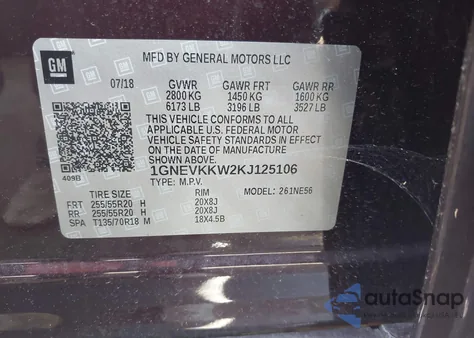 GM
MFD BY GENERAL MOTORS LLC
07/18 GVWR GAWR FRT GAWR RR
2800 KG 1450 KG 1600 KG
6173 LB 3196 LB 3527 LB
THIS VEHICLE CONFORMS TO ALL
APPLICABLE U.S. FEDERAL MOTOR
VEHICLE SAFETY STANDARDS IN EFFECT
ON THE DATE OF MANUFACTURE SHOWN
ABOVE.
1GNEVKKW2KJ125106
409B TYPE: M.P.V. MODEL: 261NE56
TIRE SIZE RIM
FRT 255/55R20 H 20X8J
RR 255/55R20 H 20X8J
SPA T135/70R18 M 18X4.5B
autoSnap